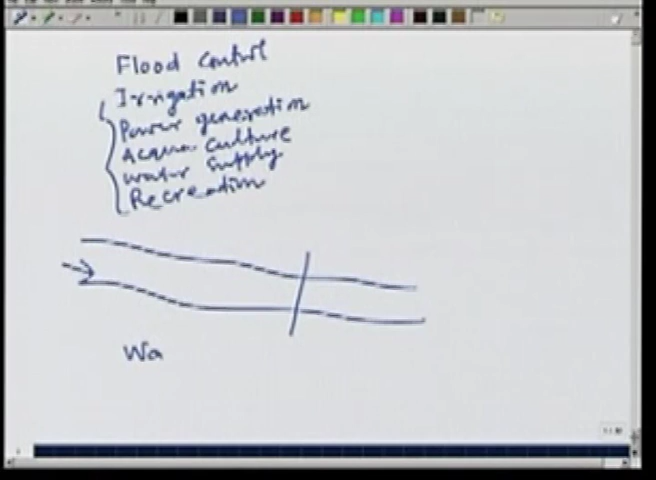 Flood Control
Irrigation
Power generation
Acqua culture
Water supply
Recreation
Wa